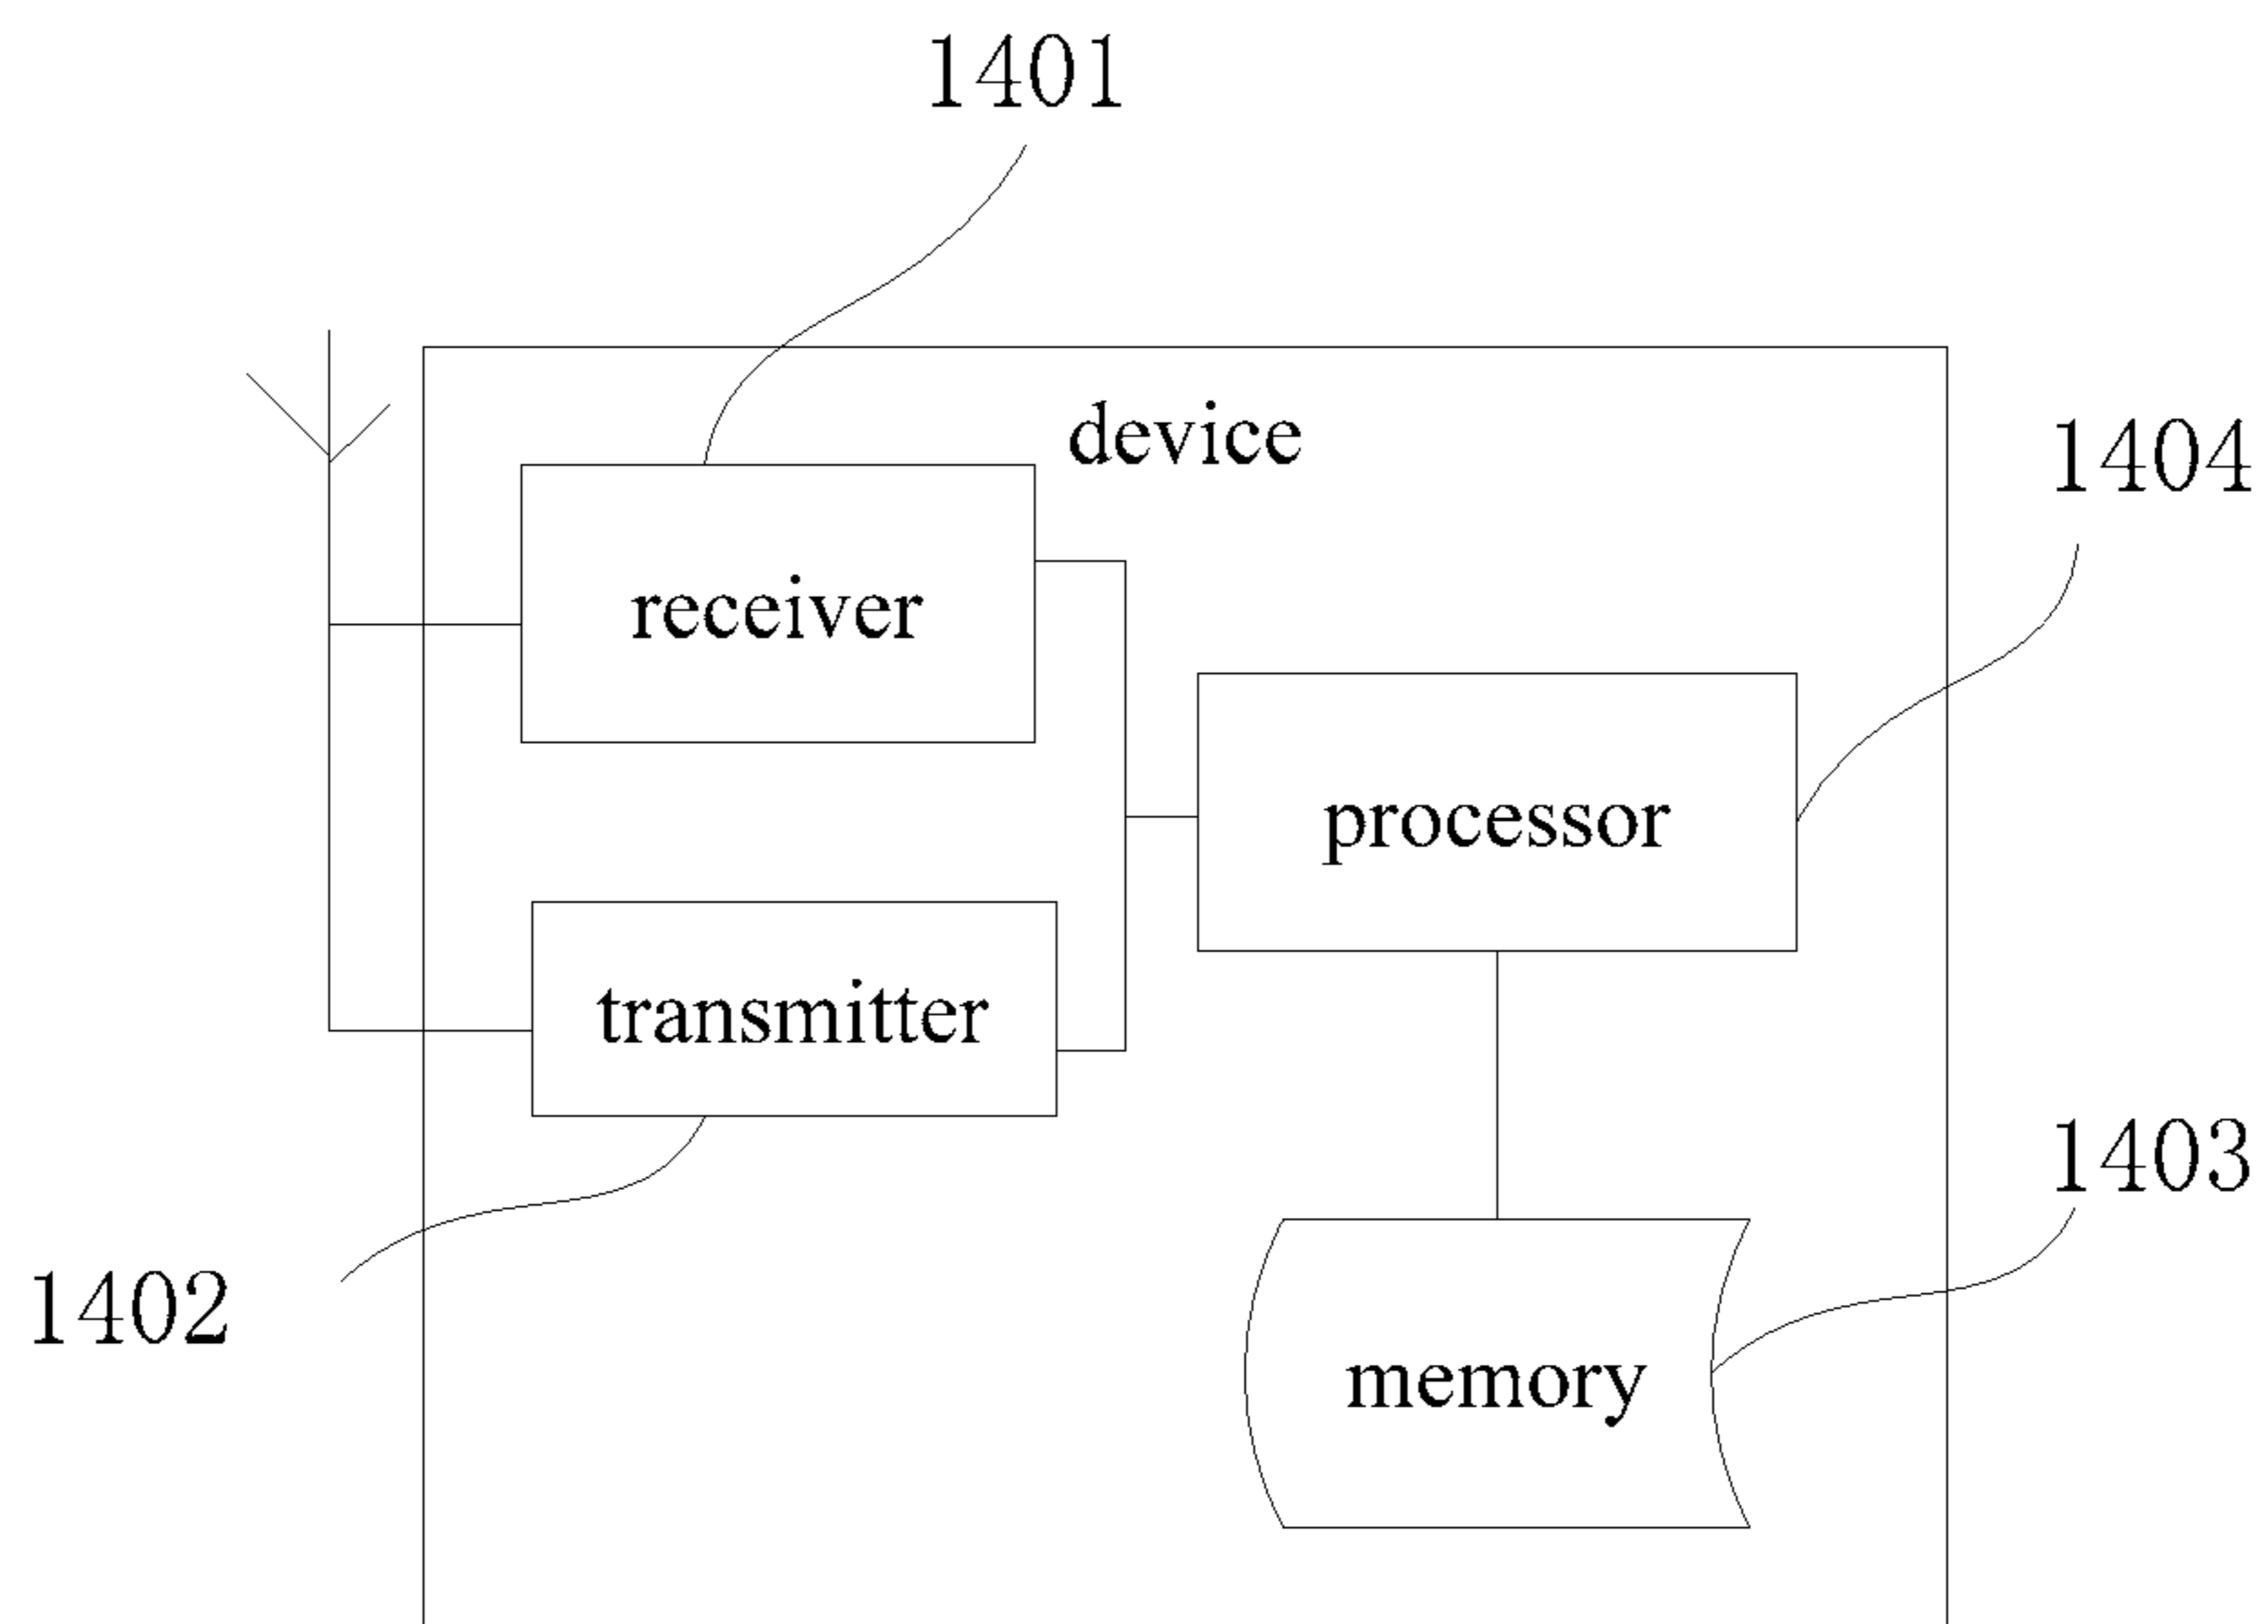 1401
device
1404
receiver
processor
transmitter
1403
1402
memory